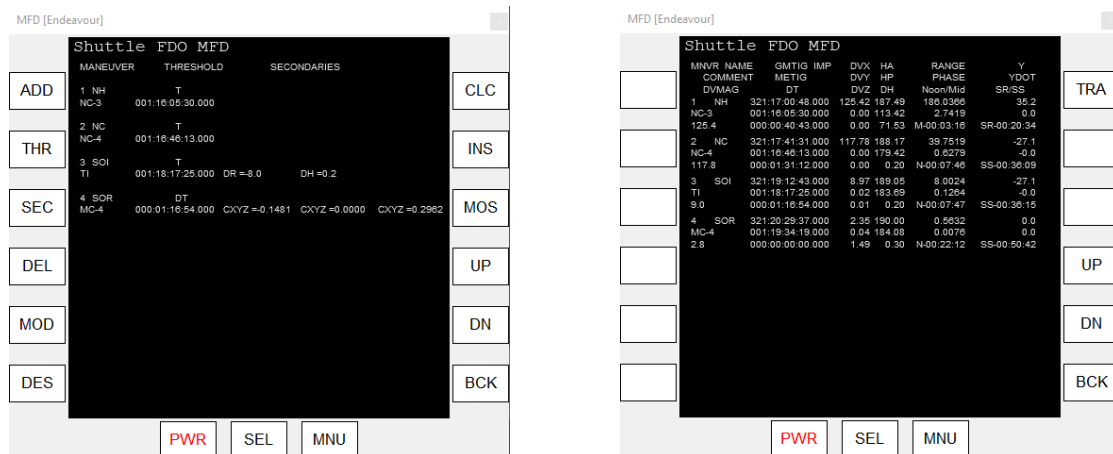 MFD [Endeavour]
x
Shuttle FDO MFD
MANEUVER THRESHOLD SECONDARIES
1 NH T
NC-3 001:16:05:30.000
2 NC T
NC-4 001:16:46:13.000
3 SOI T
TI 001:18:17:25.000 DR =-8.0 DH =0.2
4 SOR DT
MC-4 000:01:16:54.000 CXYZ =-0.1481 CXYZ =0.0000 CXYZ =0.2962
ADD
THR
SEC
DEL
MOD
DES
CLC
INS
MOS
UP
DN
BCK
PWR SEL MNU
MFD [Endeavour]
x
Shuttle FDO MFD
MNVR NAME GMTIG IMP DVX HA RANGE Y
COMMENT METIG DVY HP PHASE YDOT
DVMAG DT DVZ DH Noon/Mid SR/SS
1 NH 321:17:00:48.000 125.42 187.49 186.0366 35.2
NC-3 001:16:05:30.000 0.00 113.42 2.7419 0.0
125.4 000:00:40:43.000 0.00 71.53 M-00:03:16 SR-00:20:34
2 NC 321:17:41:31.000 117.78 188.17 39.7519 -27.1
NC-4 001:16:46:13.000 0.00 179.42 0.6279 -0.0
117.8 000:01:31:12.000 0.00 0.20 N-00:07:46 SS-00:36:09
3 SOI 321:19:12:43.000 8.97 189.05 8.0024 -27.1
TI 001:18:17:25.000 0.02 183.69 0.1264 -0.0
9.0 000:01:16:54.000 0.01 0.20 N-00:07:47 SS-00:36:15
4 SOR 321:20:29:37.000 2.35 190.00 0.5632 0.0
MC-4 001:19:34:19.000 0.04 184.08 0.0076 0.0
2.8 000:00:00:00.000 1.49 0.30 N-00:22:12 SS-00:50:42
TRA
UP
DN
BCK
PWR SEL MNU